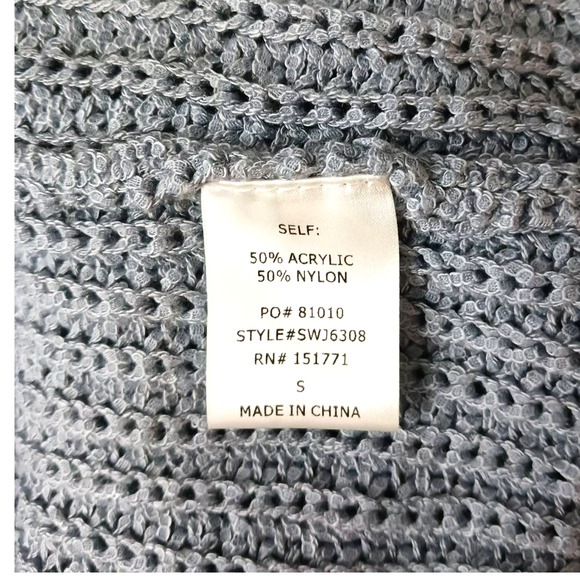 SELF:
50% ACRYLIC
50% NYLON
PO# 81010
STYLE#SWJ6308
RN# 151771
S
MADE IN CHINA